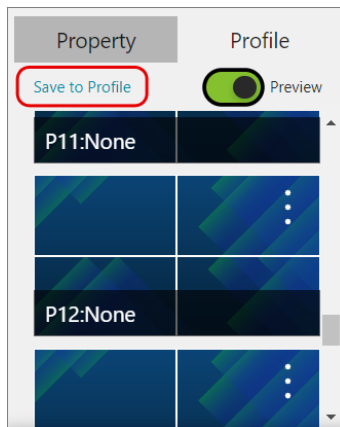 Property Profile
Save to Profile Preview
P11:None
P12:None